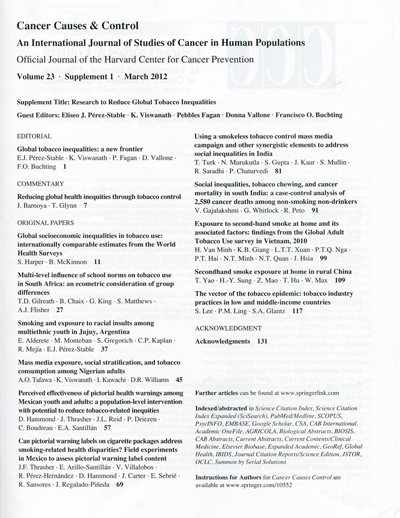 Cancer Causes & Control
An International Journal of Studies of Cancer in Human Populations
Official Journal of the Harvard Center for Cancer Prevention
Volume 23 · Supplement 1 · March 2012
Supplement Title: Research to Reduce Global Tobacco Inequalities
Guest Editors: Eliseo J. Pérez-Stable · K. Viswanath · Pebbles Fagan · Donna Vallone · Francisco O. Buchting
EDITORIAL
Global tobacco inequalities: a new frontier
E.J. Pérez-Stable · K. Viswanath · P. Fagan · D. Vallone ·
F.O. Buchting 1
COMMENTARY
Reducing global health inequties through tobacco control
J. Barnoya · T. Glynn 7
ORIGINAL PAPERS
Global socioeconomic inequalities in tobacco use:
internationally comparable estimates from the World
Health Surveys
S. Harper · B. McKinnon 11
Multi-level influence of school norms on tobacco use
in South Africa: an ecometric consideration of group
differences
T.D. Gilreath · B. Chaix · G. King · S. Matthews ·
A.J. Flisher 27
Smoking and exposure to racial insults among
multiethnic youth in Jujuy, Argentina
E. Alderete · M. Monteban · S. Gregorich · C.P. Kaplan ·
R. Mejía · E.J. Pérez-Stable 37
Mass media exposure, social stratification, and tobacco
consumption among Nigerian adults
A.O. Tafawa · K. Viswanath · I. Kawachi · D.R. Williams 45
Perceived effectiveness of pictorial health warnings among
Mexican youth and adults: a population-level intervention
with potential to reduce tobacco-related inequities
D. Hammond · J. Thrasher · J.L. Reid · P. Driezen ·
C. Boudreau · E.A. Santillán 57
Can pictorial warning labels on cigarette packages address
smoking-related health disparities? Field experiments
in Mexico to assess pictorial warning label content
J.F. Thrasher · E. Arillo-Santillán · V. Villalobos ·
R. Pérez-Hernández · D. Hammond · J. Carter · E. Sebrié ·
R. Sansores · J. Regalado-Piñeda 69
Using a smokeless tobacco control mass media
campaign and other synergistic elements to address
social inequalities in India
T. Turk · N. Murukutla · S. Gupta · J. Kaur · S. Mullin ·
R. Saradhi · P. Chaturvedi 81
Social inequalities, tobacco chewing, and cancer
mortality in south India: a case-control analysis of
2,580 cancer deaths among non-smoking non-drinkers
V. Gajalakshmi · G. Whitlock · R. Peto 91
Exposure to second-hand smoke at home and its
associated factors: findings from the Global Adult
Tobacco Use survey in Vietnam, 2010
H. Van Minh · K.B. Giang · L.T.T. Xuan · P.T.Q. Nga ·
P.T. Hai · N.T. Minh · N.T. Quan · J. Hsia 99
Secondhand smoke exposure at home in rural China
T. Yao · H.-Y. Sung · Z. Mao · T. Hu · W. Max 109
The vector of the tobacco epidemic: tobacco industry
practices in low and middle-income countries
S. Lee · P.M. Ling · S.A. Glantz 117
ACKNOWLEDGMENT
Acknowledgments 131
Further articles can be found at www.springerlink.com
Indexed/abstracted in Science Citation Index, Science Citation
Index Expanded (SciSearch), PubMed/Medline, SCOPUS,
PsycINFO, EMBASE, Google Scholar, CSA, CAB International,
Academic OneFile, AGRICOLA, Biological Abstracts, BIOSIS,
CAB Abstracts, Current Abstracts, Current Contents/Clinical
Medicine, Elsevier Biobase, Expanded Academic, GeoRef, Global
Health, IBIDS, Journal Citation Reports/Science Edition, JSTOR,
OCLC, Summon by Serial Solutions
Instructions for Authors for Cancer Causes Control are
available at www.springer.com/10552